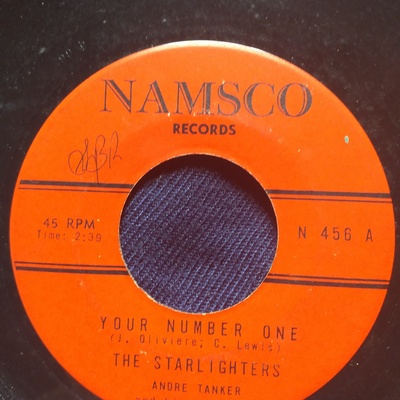 NAMSCO
RECORDS
45 RPM
Time: 2:39
N 456 A
YOUR NUMBER ONE
(J. Oliviere; C. Lewis)
THE STARLIGHTERS
ANDRE TANKER